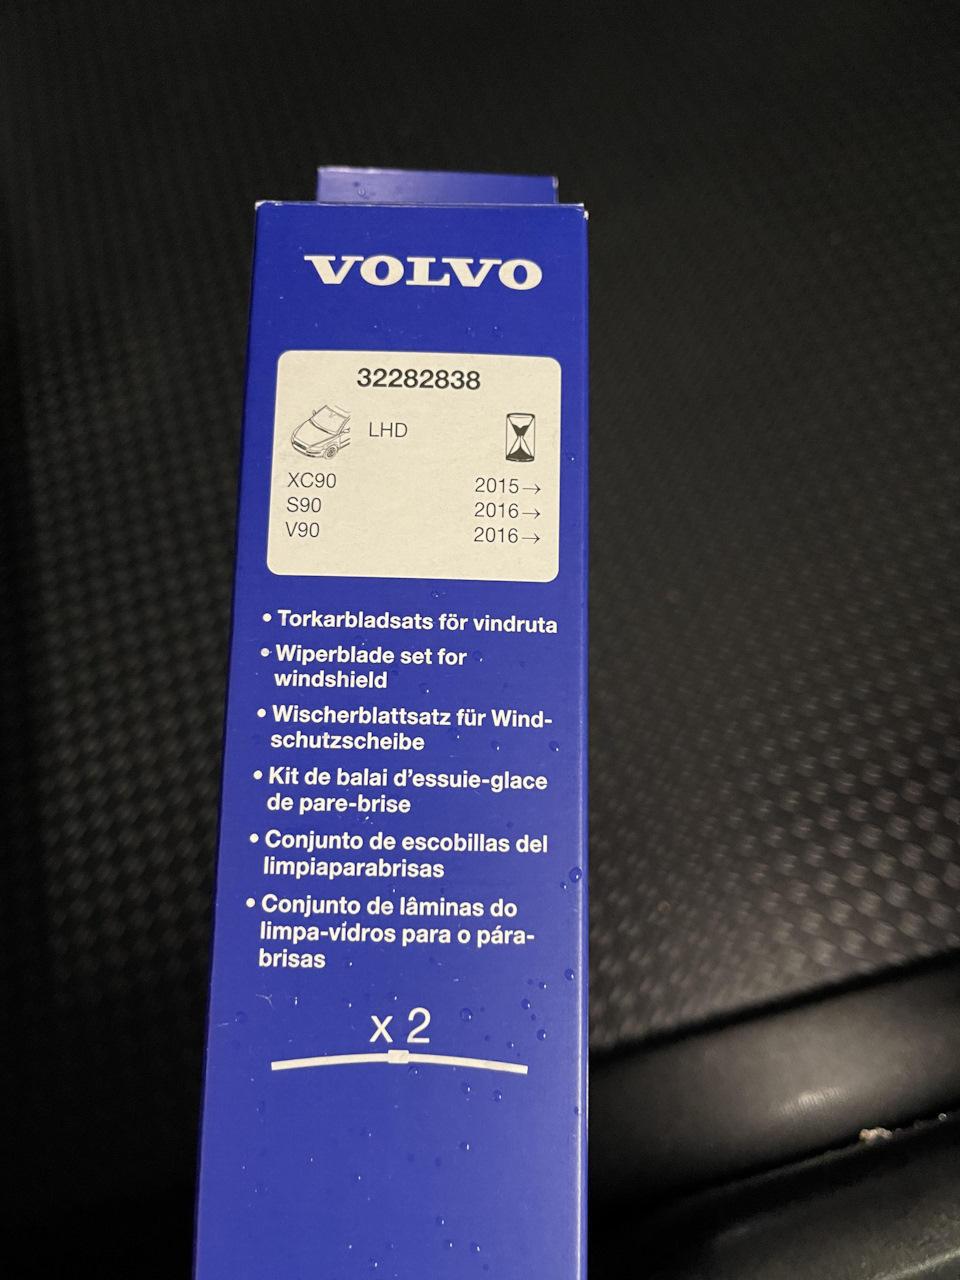 VOLVO
32282838
LHD
XC90 2015→
S90 2016→
V90 2016→
• Torkarbladsats för vindruta
• Wiperblade set for
windshield
• Wischerblattsatz für Wind-
schutzscheibe
• Kit de balai d'essuie-glace
de pare-brise
• Conjunto de escobillas del
limpiaparabrisas
• Conjunto de lâminas do
limpa-vidros para o pára-
brisas
x 2